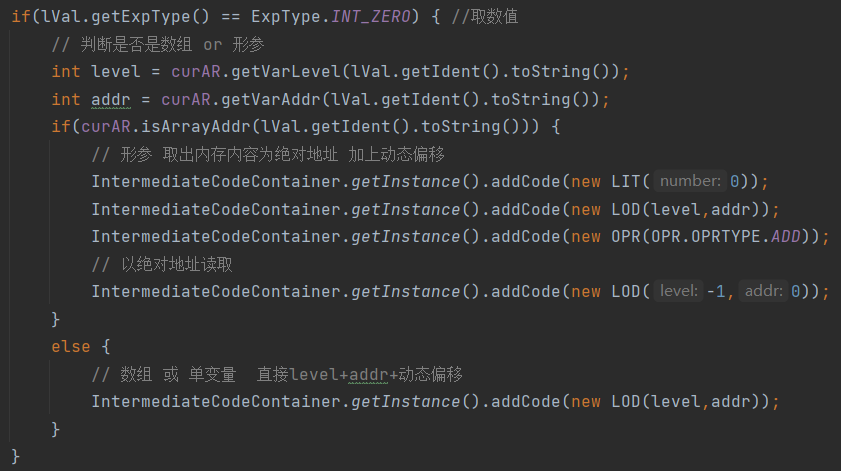 if(lVal.getExpType() == ExpType.INT_ZERO) { //取数值
    // 判断是否是数组 or 形参
    int level = curAR.getVarLevel(lVal.getIdent().toString());
    int addr = curAR.getVarAddr(lVal.getIdent().toString());
    if(curAR.isArrayAddr(lVal.getIdent().toString())) {
        // 形参 取出内存内容为绝对地址 加上动态偏移
        IntermediateCodeContainer.getInstance().addCode(new LIT( number: 0));
        IntermediateCodeContainer.getInstance().addCode(new LOD(level,addr));
        IntermediateCodeContainer.getInstance().addCode(new OPR(OPR.OPRTYPE.ADD));
        // 以绝对地址读取
        IntermediateCodeContainer.getInstance().addCode(new LOD( level: -1, addr: 0));
    }
    else {
        // 数组 或 单变量  直接level+addr+动态偏移
        IntermediateCodeContainer.getInstance().addCode(new LOD(level,addr));
    }
}